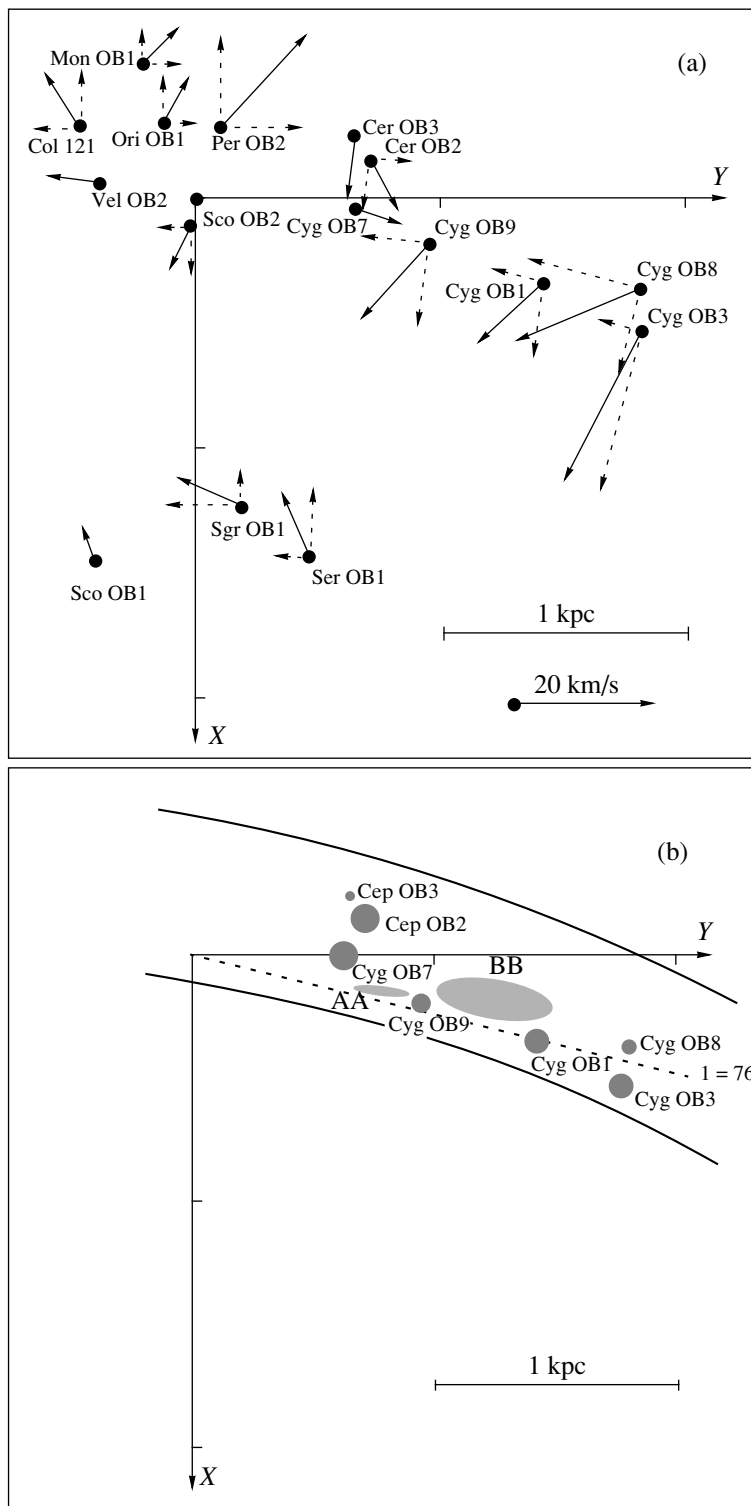 (a)
Mon OB1
Col 121
Ori OB1
Per OB2
Cer OB3
Cer OB2
Y
Vel OB2
Sco OB2
Cyg OB7
Cyg OB9
Cyg OB1
Cyg OB8
Cyg OB3
Sgr OB1
Ser OB1
Sco OB1
1 kpc
20 km/s
X
(b)
Cep OB3
Cep OB2
Y
Cyg OB7
BB
AA
Cyg OB9
Cyg OB1
Cyg OB8
1 = 76
Cyg OB3
1 kpc
X